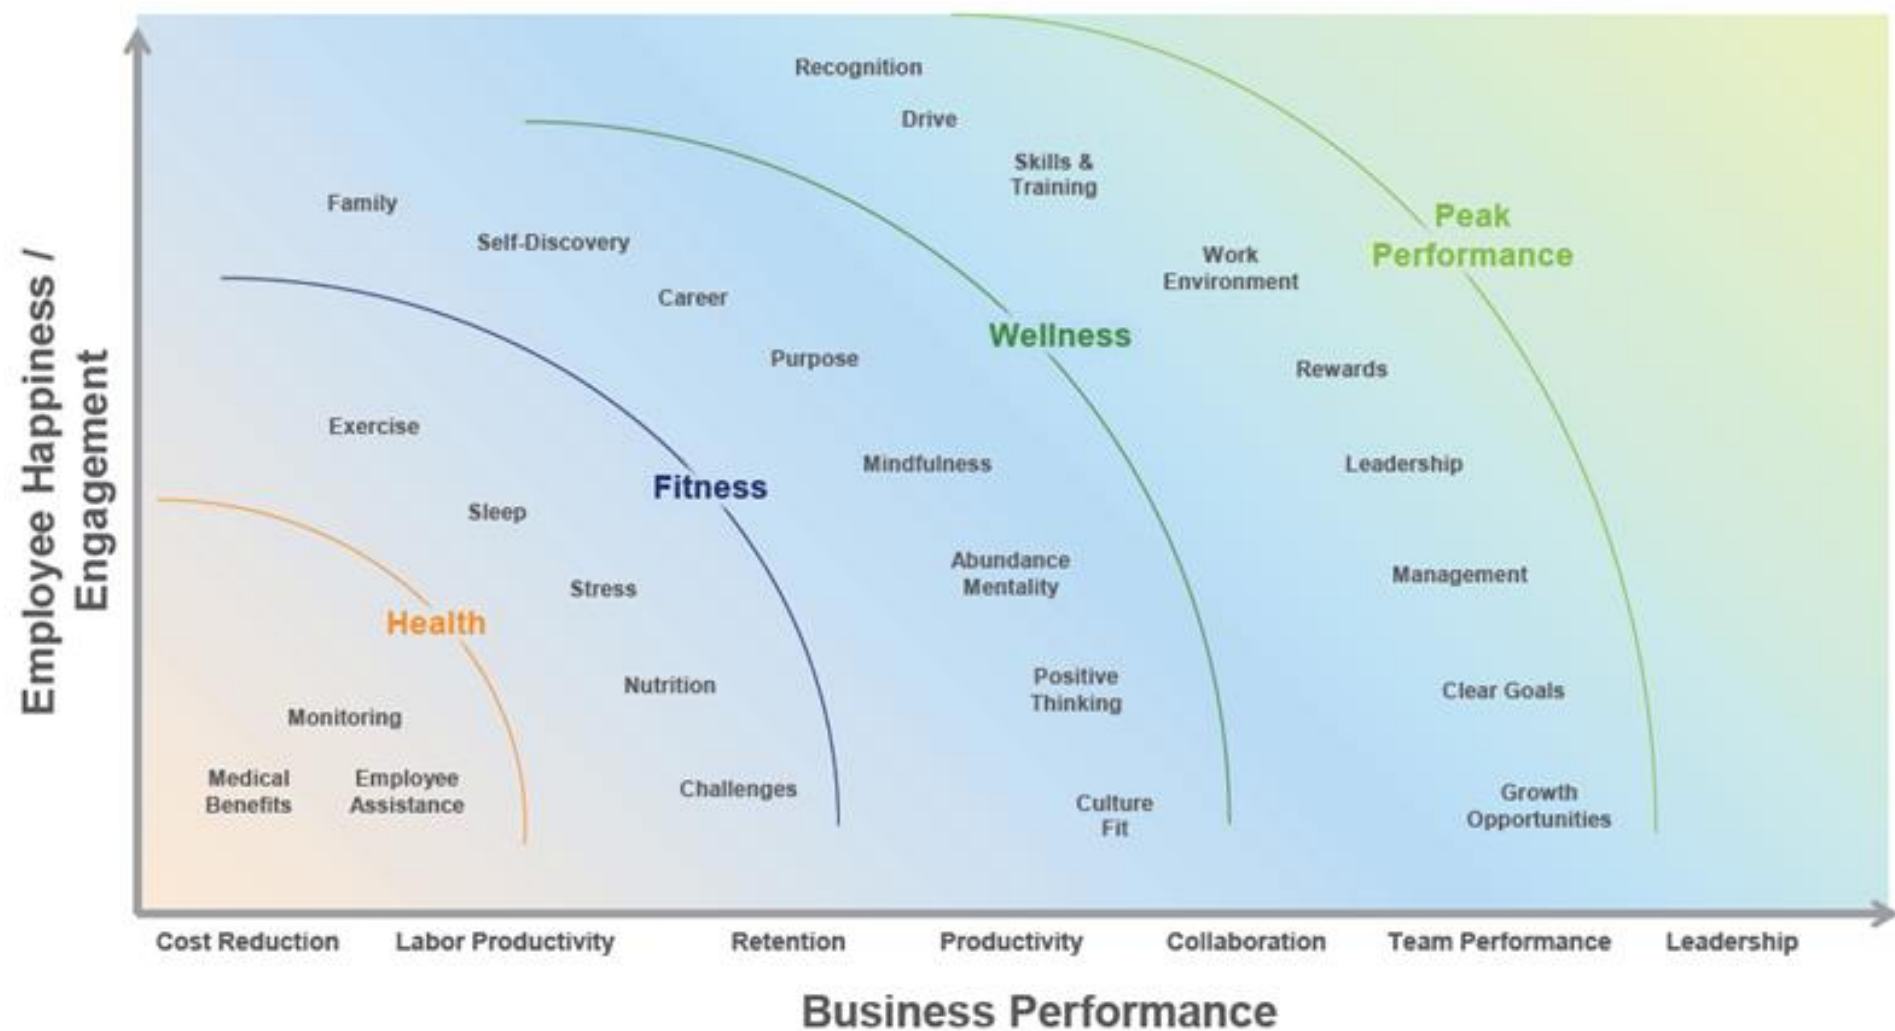 Recognition
Drive
Skills &
Training
Family
Self-Discovery
Career
Purpose
Work
Environment
Peak
Performance
Wellness
Rewards
Exercise
Mindfulness
Leadership
Fitness
Sleep
Abundance
Mentality
Stress
Management
Health
Nutrition
Positive
Thinking
Clear Goals
Monitoring
Medical
Benefits
Employee
Assistance
Challenges
Culture
Fit
Growth
Opportunities
Employee Happiness /
Engagement
Cost Reduction
Labor Productivity
Retention
Productivity
Collaboration
Team Performance
Leadership
Business Performance